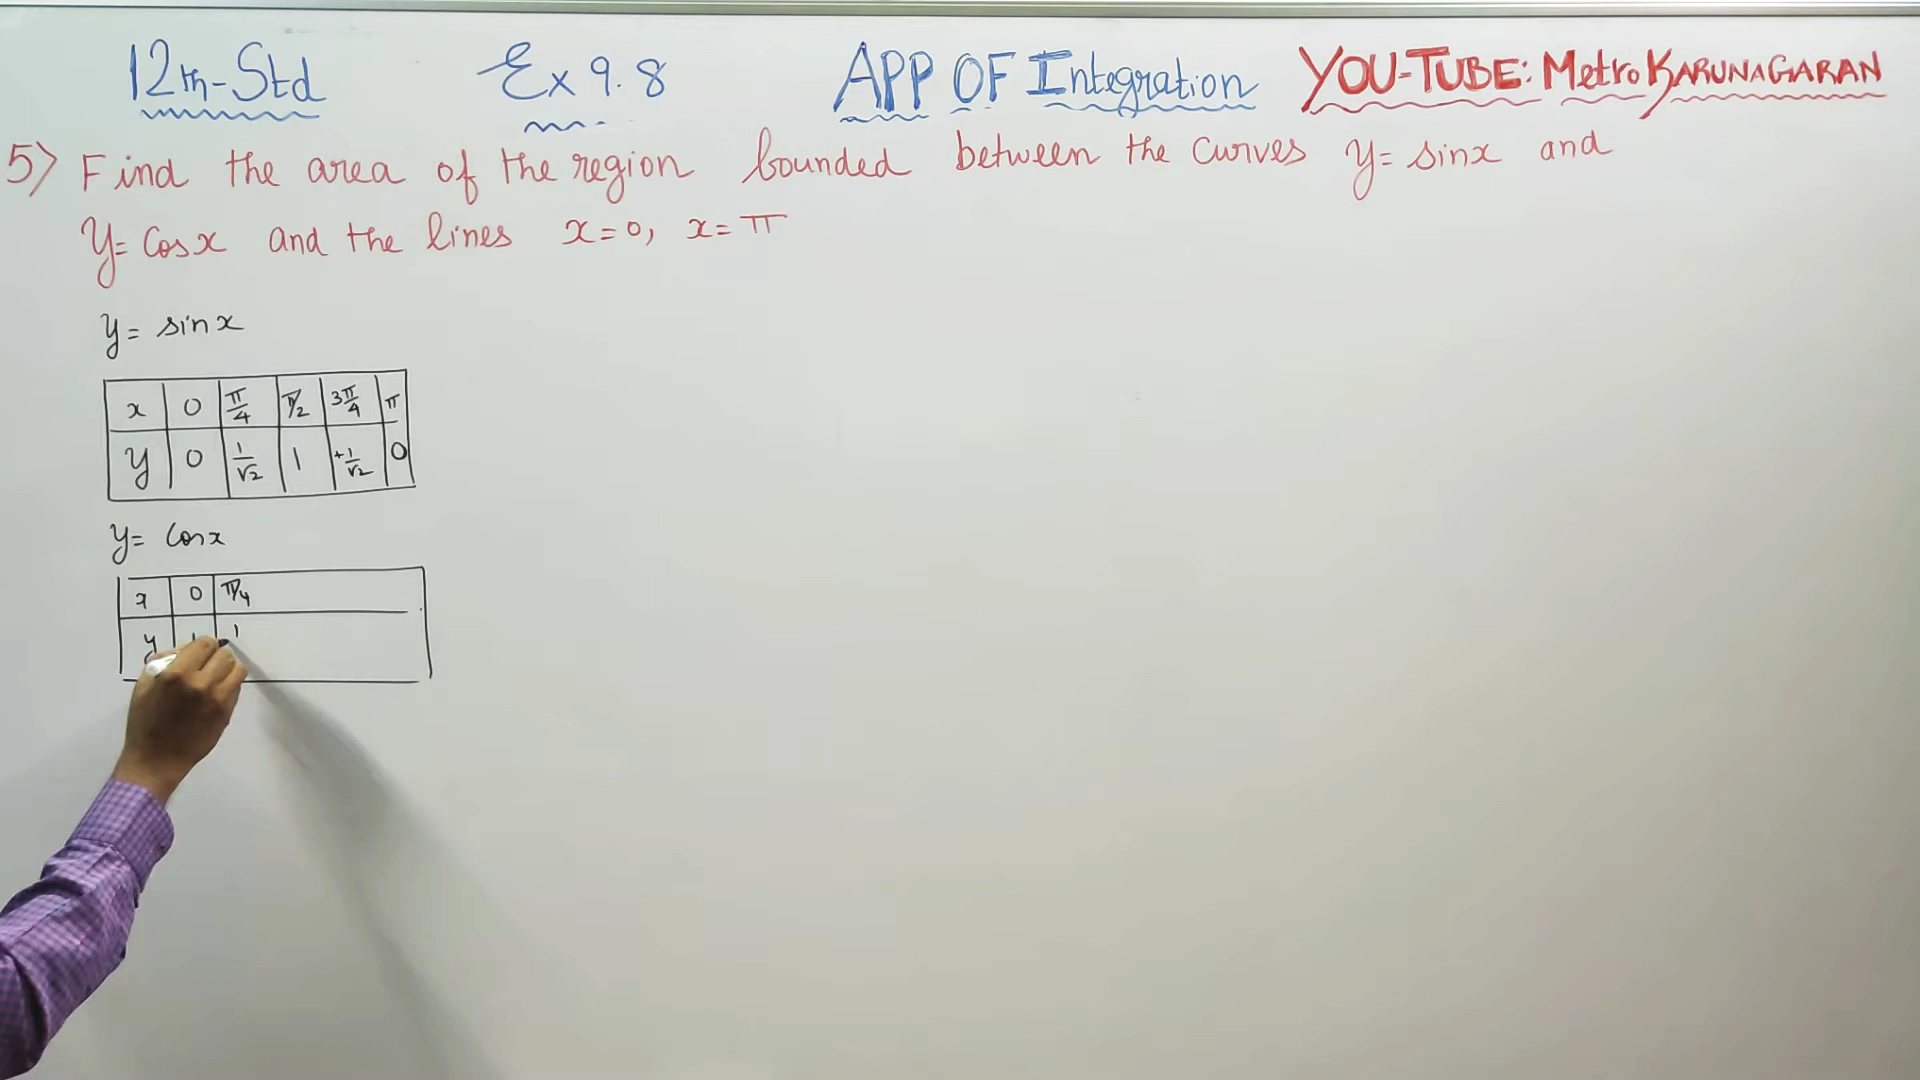 12th-Std Ex 9.8 APP OF Integration YOU-TUBE: Metro KARUNAGARAN
5) Find the area of the region bounded between the curves y= sinx and
y= Cosx and the lines x=0, x= π
y= sinx
x 0 π/4 π/2 3π/4 π
y 0 1/√2 1 +1/√2 0
y= Cosx
x 0 π/4
y 1 1